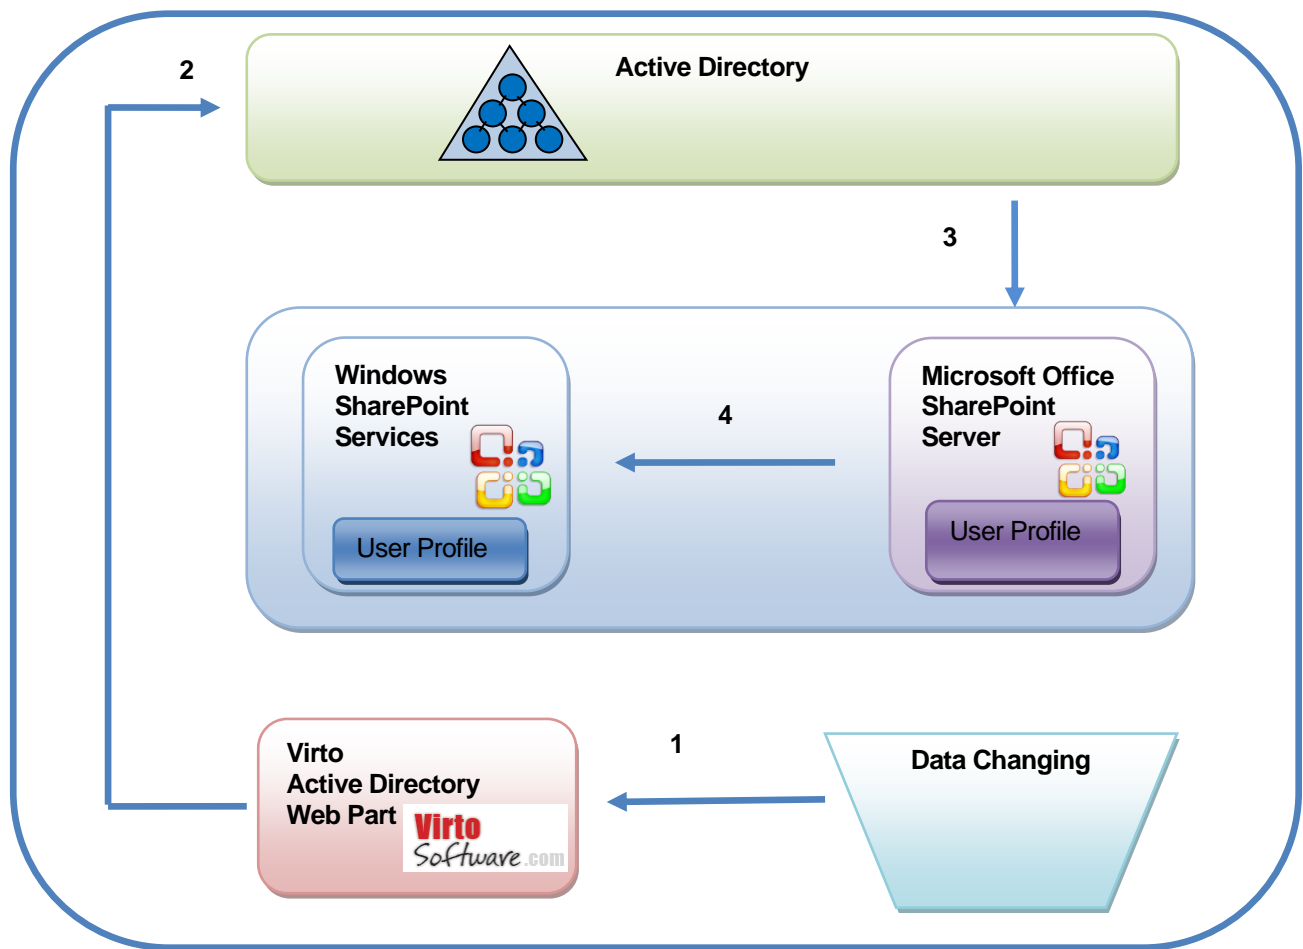 2
Active Directory
3
Windows
SharePoint
Services
User Profile
4
Microsoft Office
SharePoint
Server
User Profile
Virto
Active Directory
Web Part
Virto
Software.com
1
Data Changing